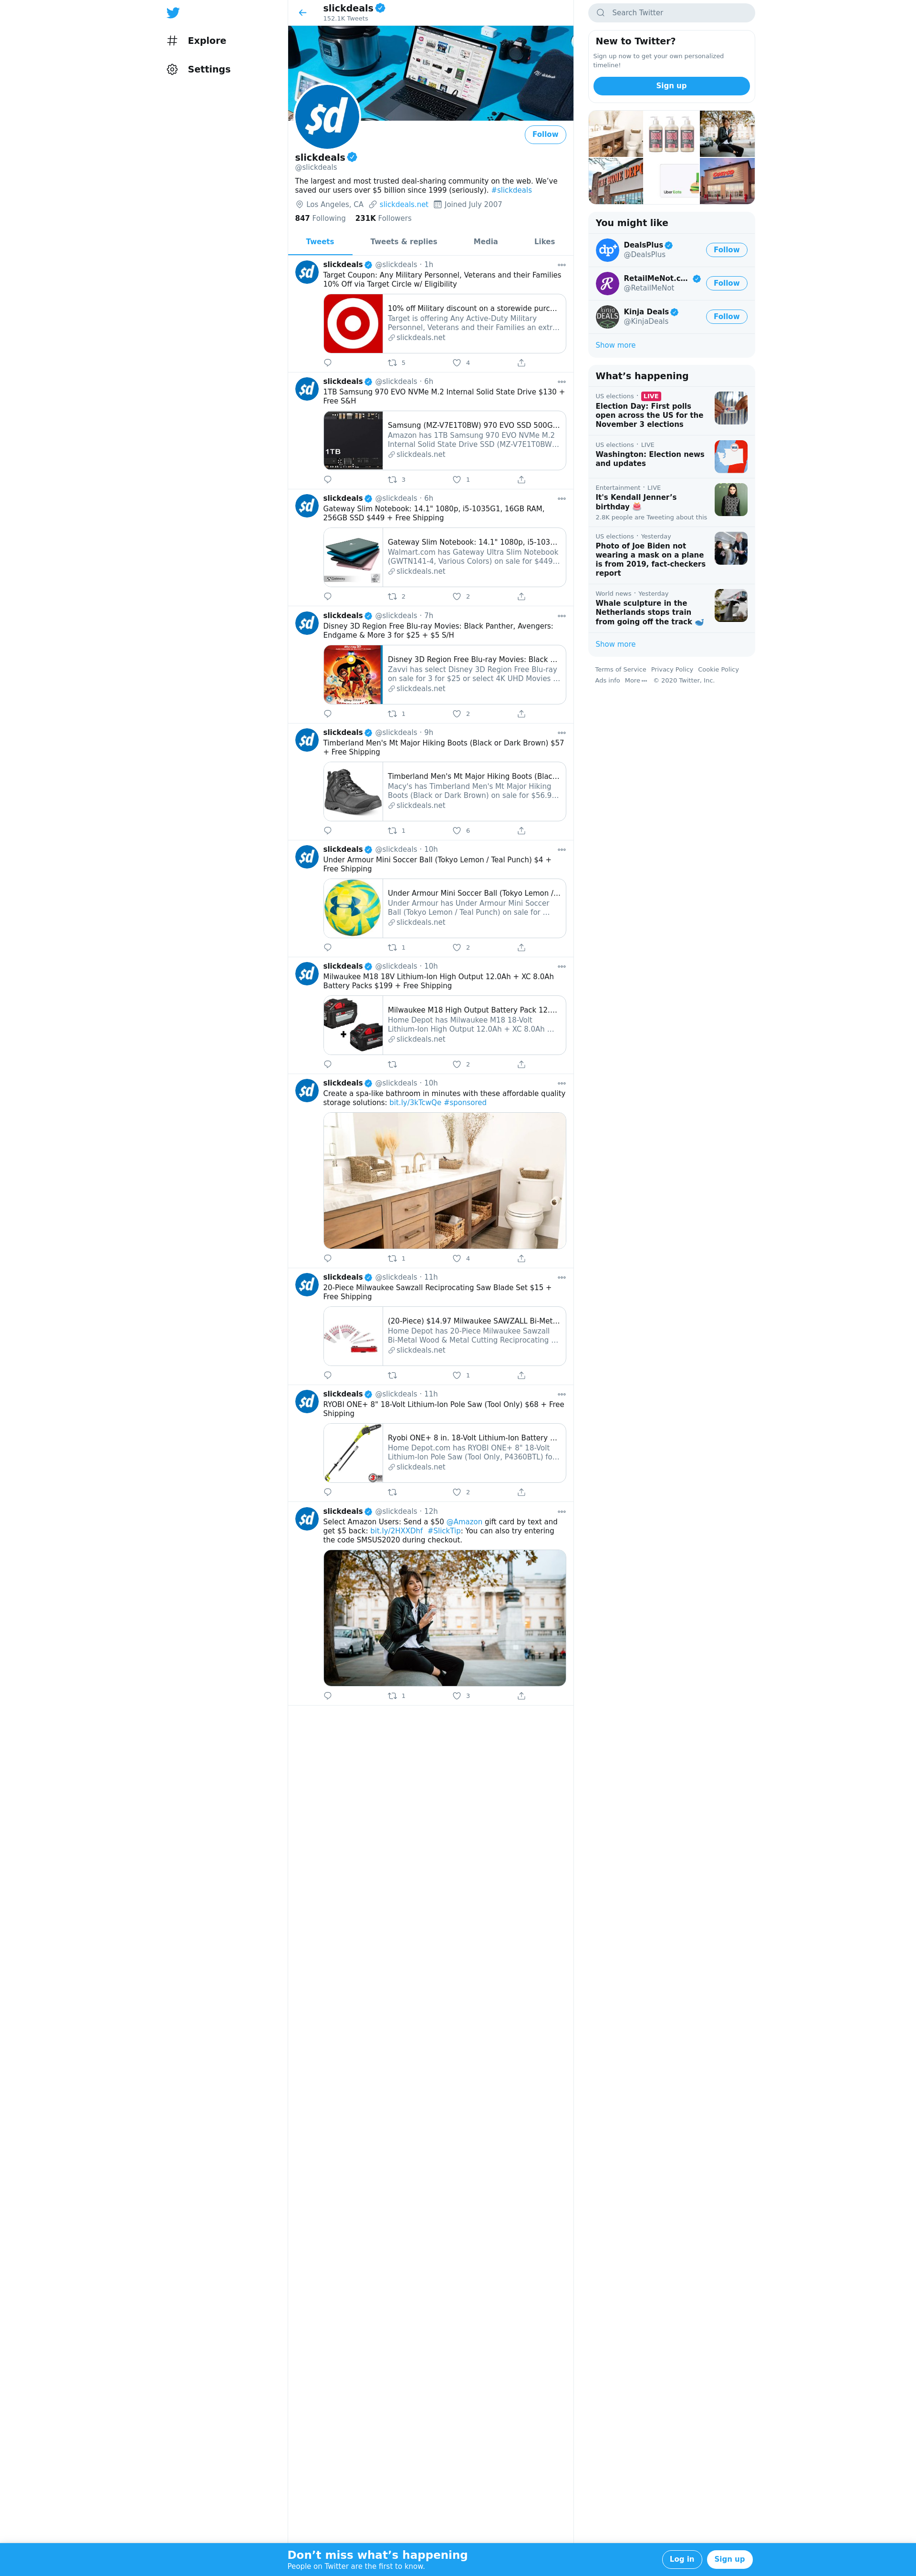 Explore
Settings
slickdeals
152.1K Tweets
$d
Follow
slickdeals
@slickdeals
The largest and most trusted deal-sharing community on the web. We’ve
saved our users over $5 billion since 1999 (seriously). #slickdeals
Los Angeles, CA slickdeals.net Joined July 2007
847 Following 231K Followers
Tweets Tweets & replies Media Likes
slickdeals @slickdeals · 1h
Target Coupon: Any Military Personnel, Veterans and their Families
10% Off via Target Circle w/ Eligibility
10% off Military discount on a storewide purc...
Target is offering Any Active-Duty Military
Personnel, Veterans and their Families an extr...
slickdeals.net
5 4
slickdeals @slickdeals · 6h
1TB Samsung 970 EVO NVMe M.2 Internal Solid State Drive $130 +
Free S&H
1TB
Samsung (MZ-V7E1T0BW) 970 EVO SSD 500G...
Amazon has 1TB Samsung 970 EVO NVMe M.2
Internal Solid State Drive SSD (MZ-V7E1T0BW...
slickdeals.net
3 1
slickdeals @slickdeals · 6h
Gateway Slim Notebook: 14.1" 1080p, i5-1035G1, 16GB RAM,
256GB SSD $449 + Free Shipping
Gateway Slim Notebook: 14.1" 1080p, i5-103...
Walmart.com has Gateway Ultra Slim Notebook
(GWTN141-4, Various Colors) on sale for $449...
slickdeals.net
2 2
slickdeals @slickdeals · 7h
Disney 3D Region Free Blu-ray Movies: Black Panther, Avengers:
Endgame & More 3 for $25 + $5 S/H
Disney 3D Region Free Blu-ray Movies: Black ...
Zavvi has select Disney 3D Region Free Blu-ray
on sale for 3 for $25 or select 4K UHD Movies ...
slickdeals.net
1 2
slickdeals @slickdeals · 9h
Timberland Men's Mt Major Hiking Boots (Black or Dark Brown) $57
+ Free Shipping
Timberland Men's Mt Major Hiking Boots (Blac...
Macy's has Timberland Men's Mt Major Hiking
Boots (Black or Dark Brown) on sale for $56.9...
slickdeals.net
1 6
slickdeals @slickdeals · 10h
Under Armour Mini Soccer Ball (Tokyo Lemon / Teal Punch) $4 +
Free Shipping
Under Armour Mini Soccer Ball (Tokyo Lemon /...
Under Armour has Under Armour Mini Soccer
Ball (Tokyo Lemon / Teal Punch) on sale for ...
slickdeals.net
1 2
slickdeals @slickdeals · 10h
Milwaukee M18 18V Lithium-Ion High Output 12.0Ah + XC 8.0Ah
Battery Packs $199 + Free Shipping
Milwaukee M18 High Output Battery Pack 12....
Home Depot has Milwaukee M18 18-Volt
Lithium-Ion High Output 12.0Ah + XC 8.0Ah ...
slickdeals.net
2
slickdeals @slickdeals · 10h
Create a spa-like bathroom in minutes with these affordable quality
storage solutions: bit.ly/3kTcwQe #sponsored
1 4
slickdeals @slickdeals · 11h
20-Piece Milwaukee Sawzall Reciprocating Saw Blade Set $15 +
Free Shipping
(20-Piece) $14.97 Milwaukee SAWZALL Bi-Met...
Home Depot has 20-Piece Milwaukee Sawzall
Bi-Metal Wood & Metal Cutting Reciprocating ...
slickdeals.net
1
slickdeals @slickdeals · 11h
RYOBI ONE+ 8" 18-Volt Lithium-Ion Pole Saw (Tool Only) $68 + Free
Shipping
Ryobi ONE+ 8 in. 18-Volt Lithium-Ion Battery ...
Home Depot.com has RYOBI ONE+ 8" 18-Volt
Lithium-Ion Pole Saw (Tool Only, P4360BTL) fo...
slickdeals.net
2
slickdeals @slickdeals · 12h
Select Amazon Users: Send a $50 @Amazon gift card by text and
get $5 back: bit.ly/2HXXDhf #SlickTip: You can also try entering
the code SMSUS2020 during checkout.
1 3
Search Twitter
New to Twitter?
Sign up now to get your own personalized
timeline!
Sign up
You might like
DealsPlus
@DealsPlus
Follow
RetailMeNot.c...
@RetailMeNot
Follow
Kinja Deals
@KinjaDeals
Follow
Show more
What’s happening
US elections · LIVE
Election Day: First polls
open across the US for the
November 3 elections
US elections · LIVE
Washington: Election news
and updates
Entertainment · LIVE
It's Kendall Jenner’s
birthday 🎂
2.8K people are Tweeting about this
US elections · Yesterday
Photo of Joe Biden not
wearing a mask on a plane
is from 2019, fact-checkers
report
World news · Yesterday
Whale sculpture in the
Netherlands stops train
from going off the track 🐳
Show more
Terms of Service Privacy Policy Cookie Policy
Ads info More ··· © 2020 Twitter, Inc.
Don’t miss what’s happening
People on Twitter are the first to know.
Log in Sign up